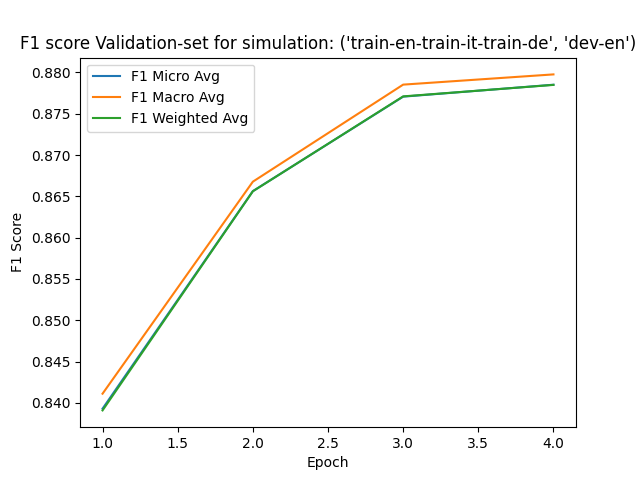 F1 score Validation-set for simulation: ('train-en-train-it-train-de', 'dev-en')
F1 Micro Avg
F1 Macro Avg
F1 Weighted Avg
0.880
0.875
0.870
0.865
0.860
0.855
0.850
0.845
0.840
F1 Score
1.0 1.5 2.0 2.5 3.0 3.5 4.0
Epoch